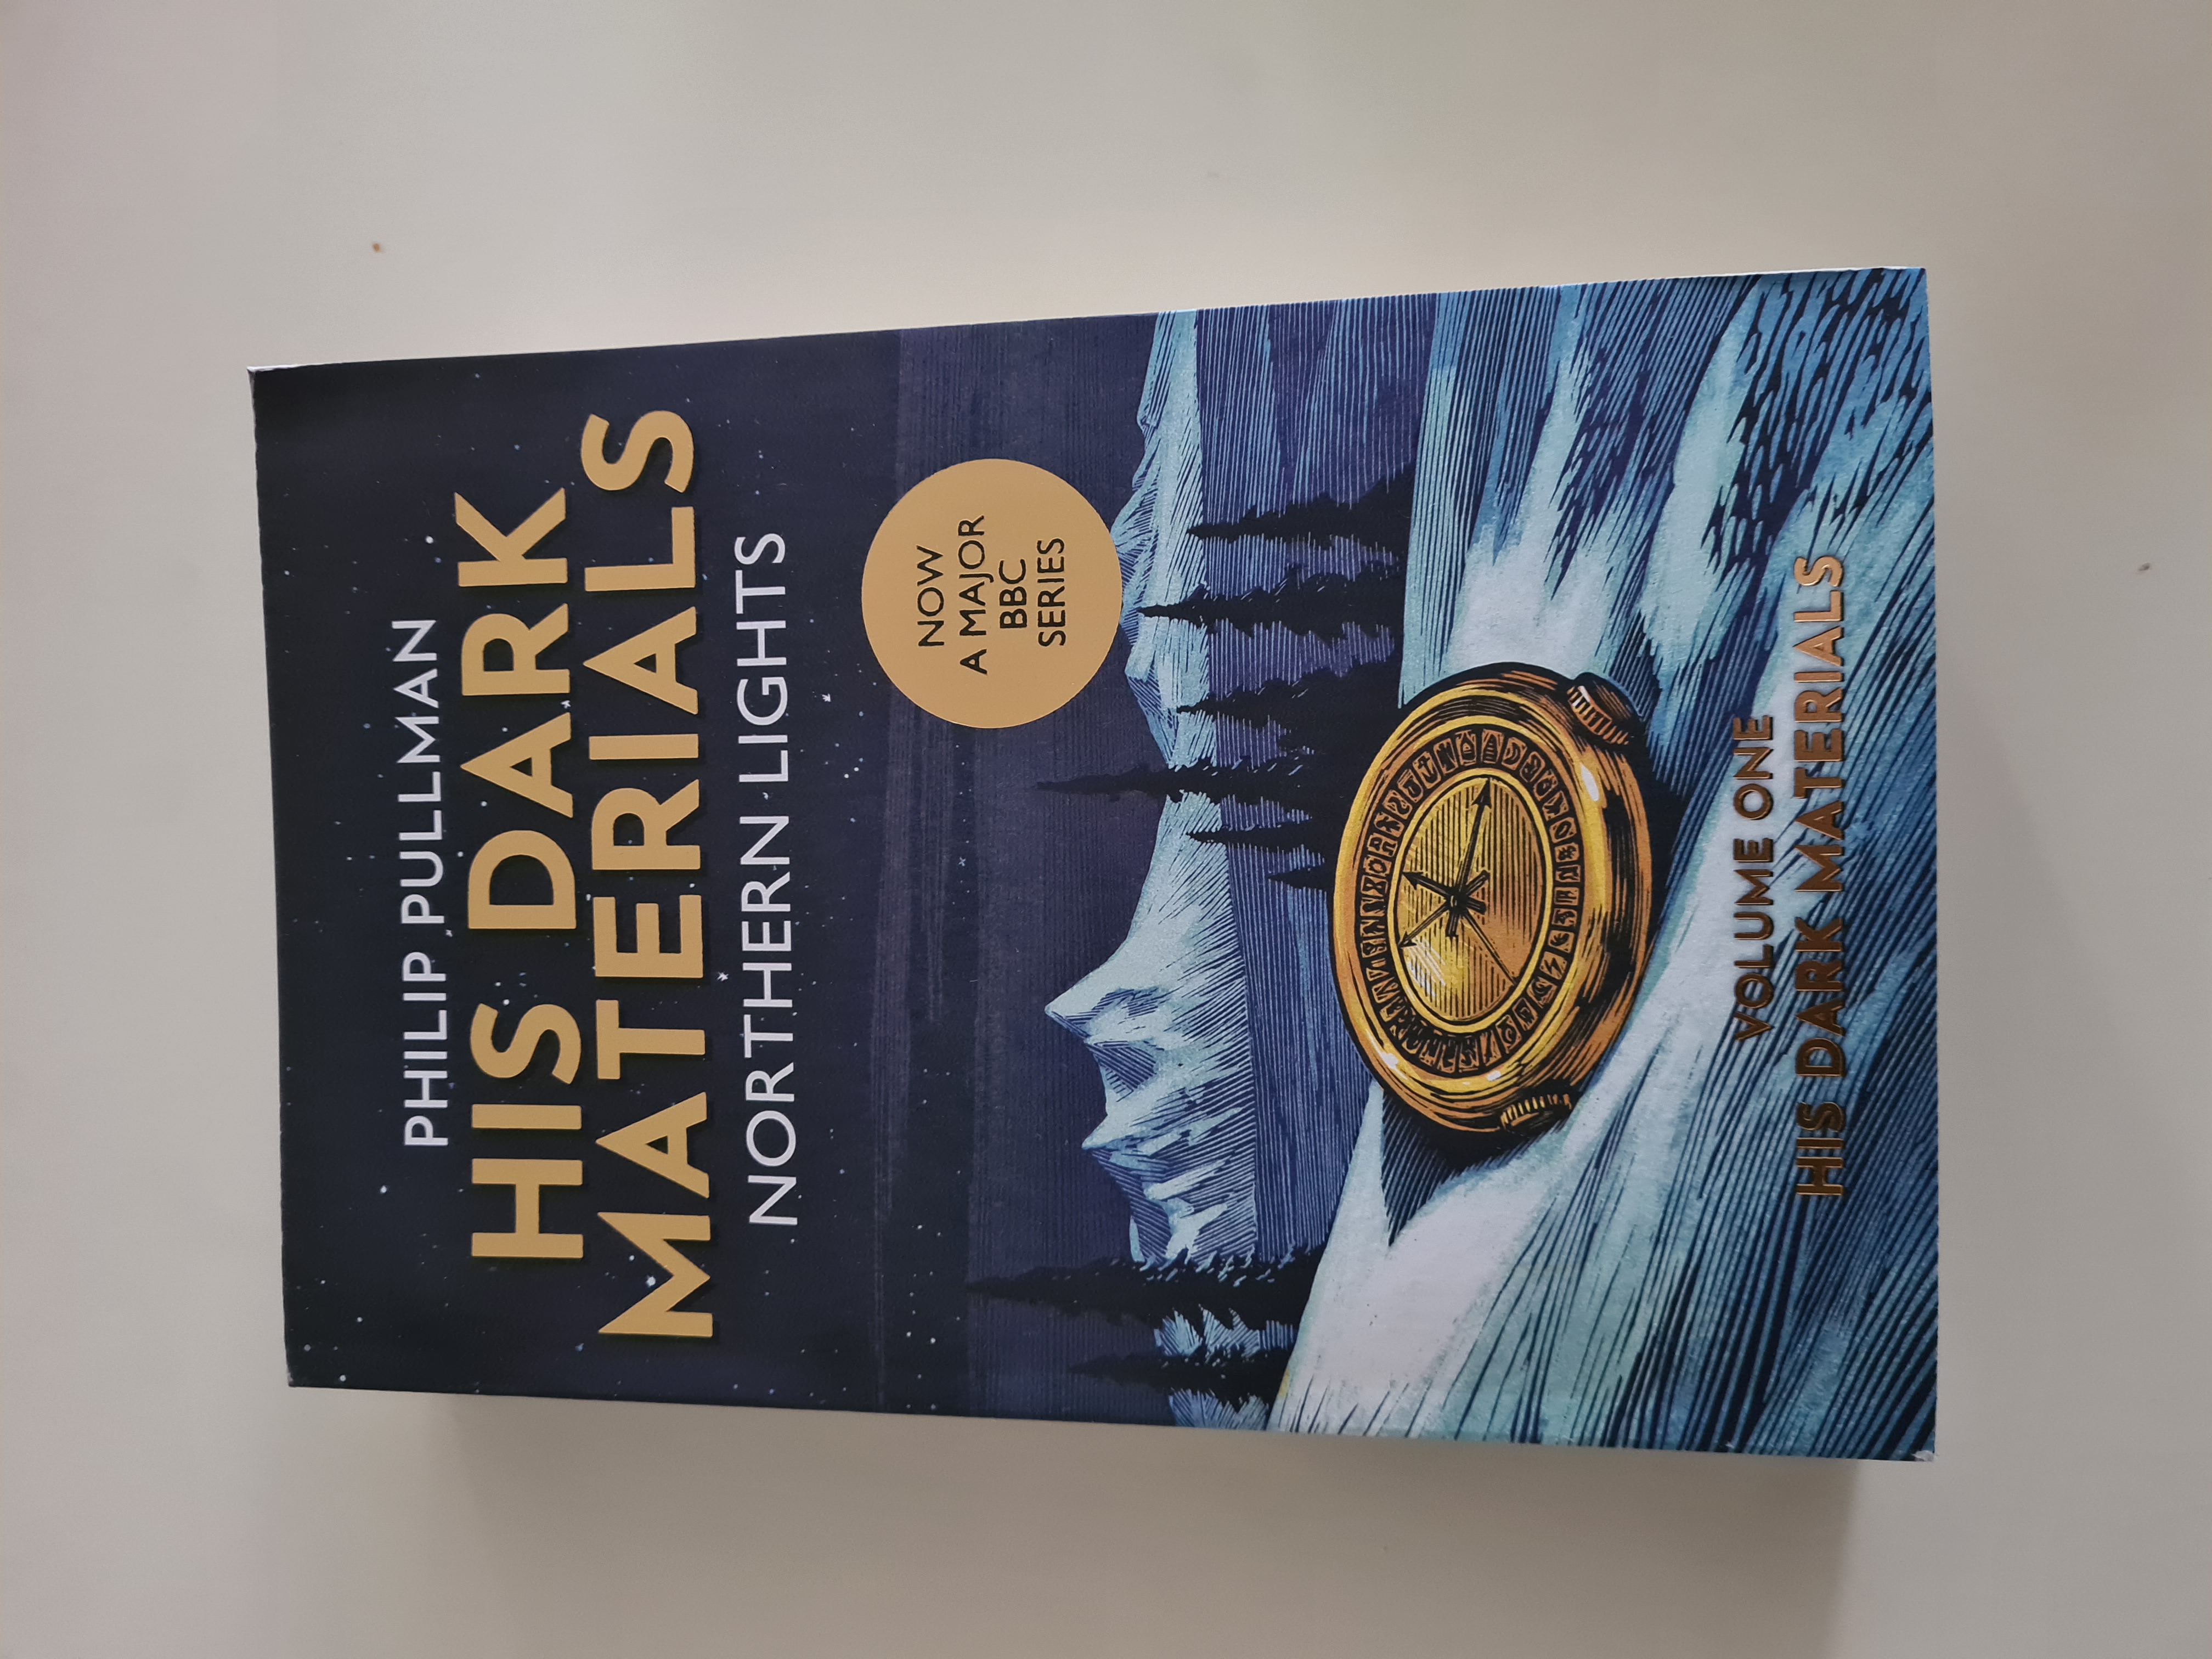 PHILIP PULLMAN
HIS DARK
MATERIALS
NORTHERN LIGHTS
NOW
A MAJOR
BBC
SERIES
VOLUME ONE
HIS DARK MATERIALS